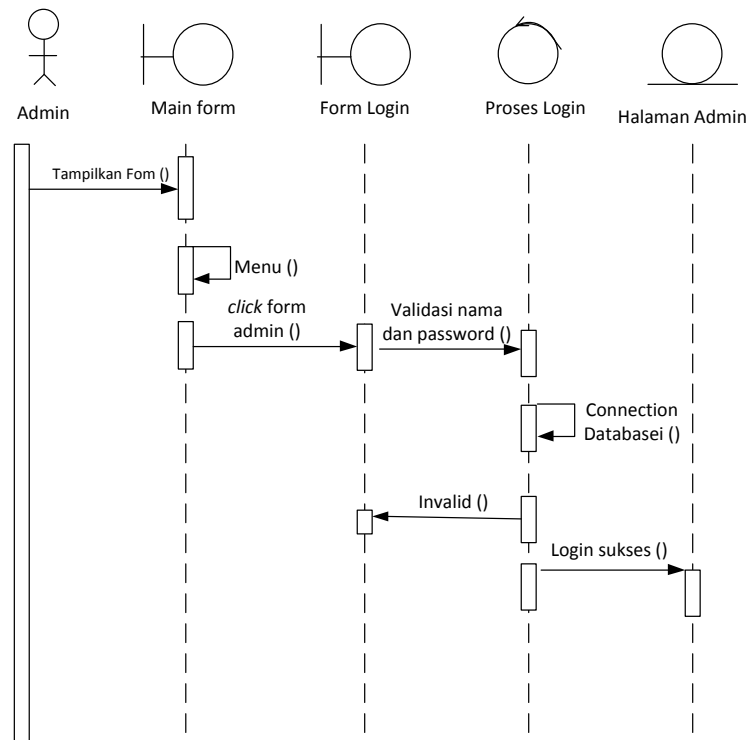 Admin
Main form
Form Login
Proses Login
Halaman Admin
Tampilkan Fom ()
Menu ()
click form
admin ()
Validasi nama
dan password ()
Connection
Databasei ()
Invalid ()
Login sukses ()